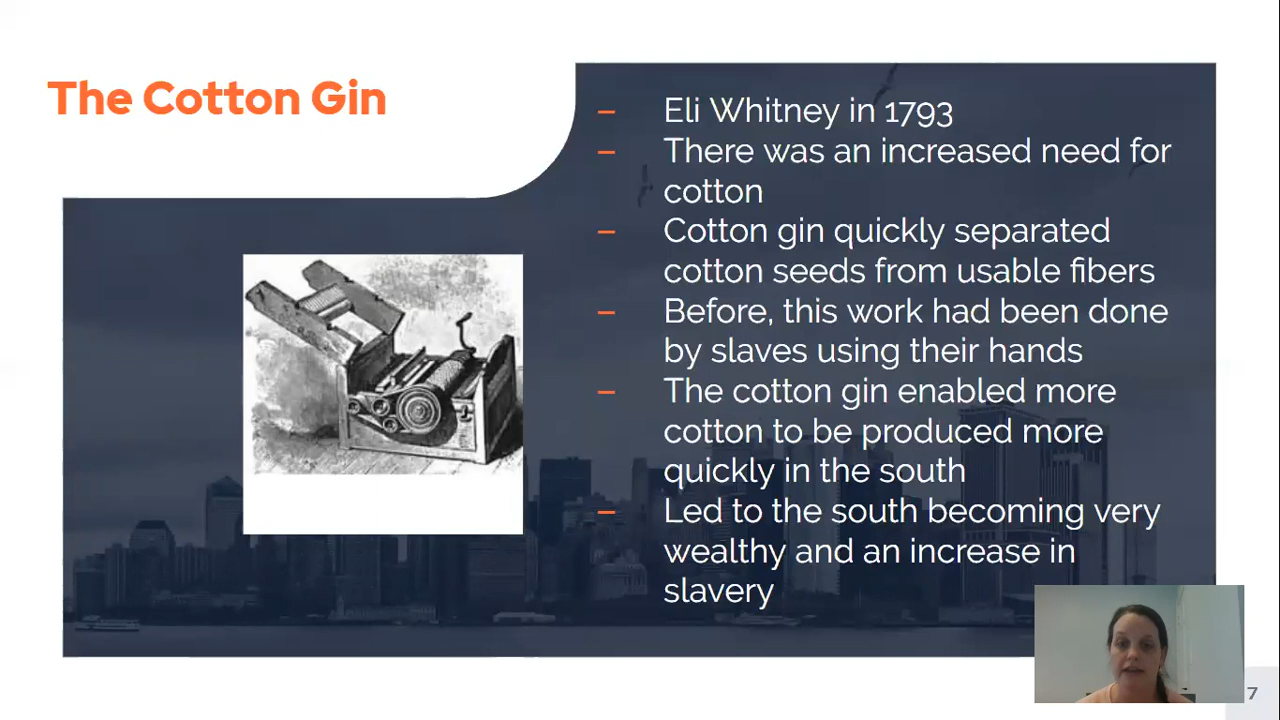 The Cotton Gin
– Eli Whitney in 1793
– There was an increased need for
cotton
– Cotton gin quickly separated
cotton seeds from usable fibers
– Before, this work had been done
by slaves using their hands
– The cotton gin enabled more
cotton to be produced more
quickly in the south
– Led to the south becoming very
wealthy and an increase in
slavery
7